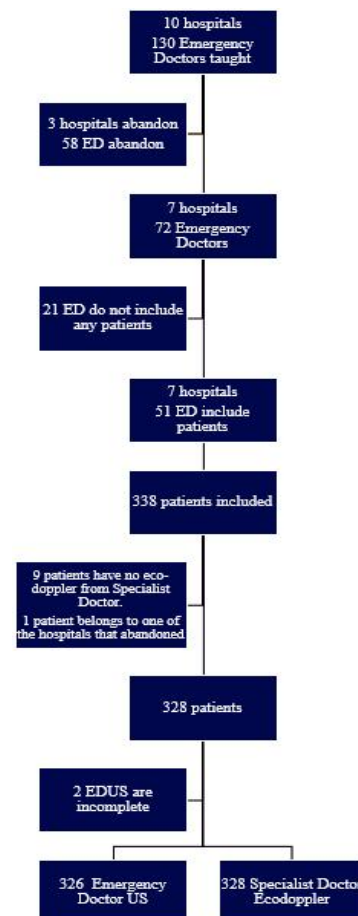 10 hospitals
130 Emergency
Doctors taught
3 hospitals abandon
58 ED abandon
7 hospitals
72 Emergency
Doctors
21 ED do not include
any patients
7 hospitals
51 ED include
patients
338 patients included
9 patients have no eco-
doppler from Specialist
Doctor.
1 patient belongs to one of
the hospitals that abandoned
328 patients
2 EDUS are
incomplete
326 Emergency
Doctor US
328 Specialist Doctor
Ecodoppler